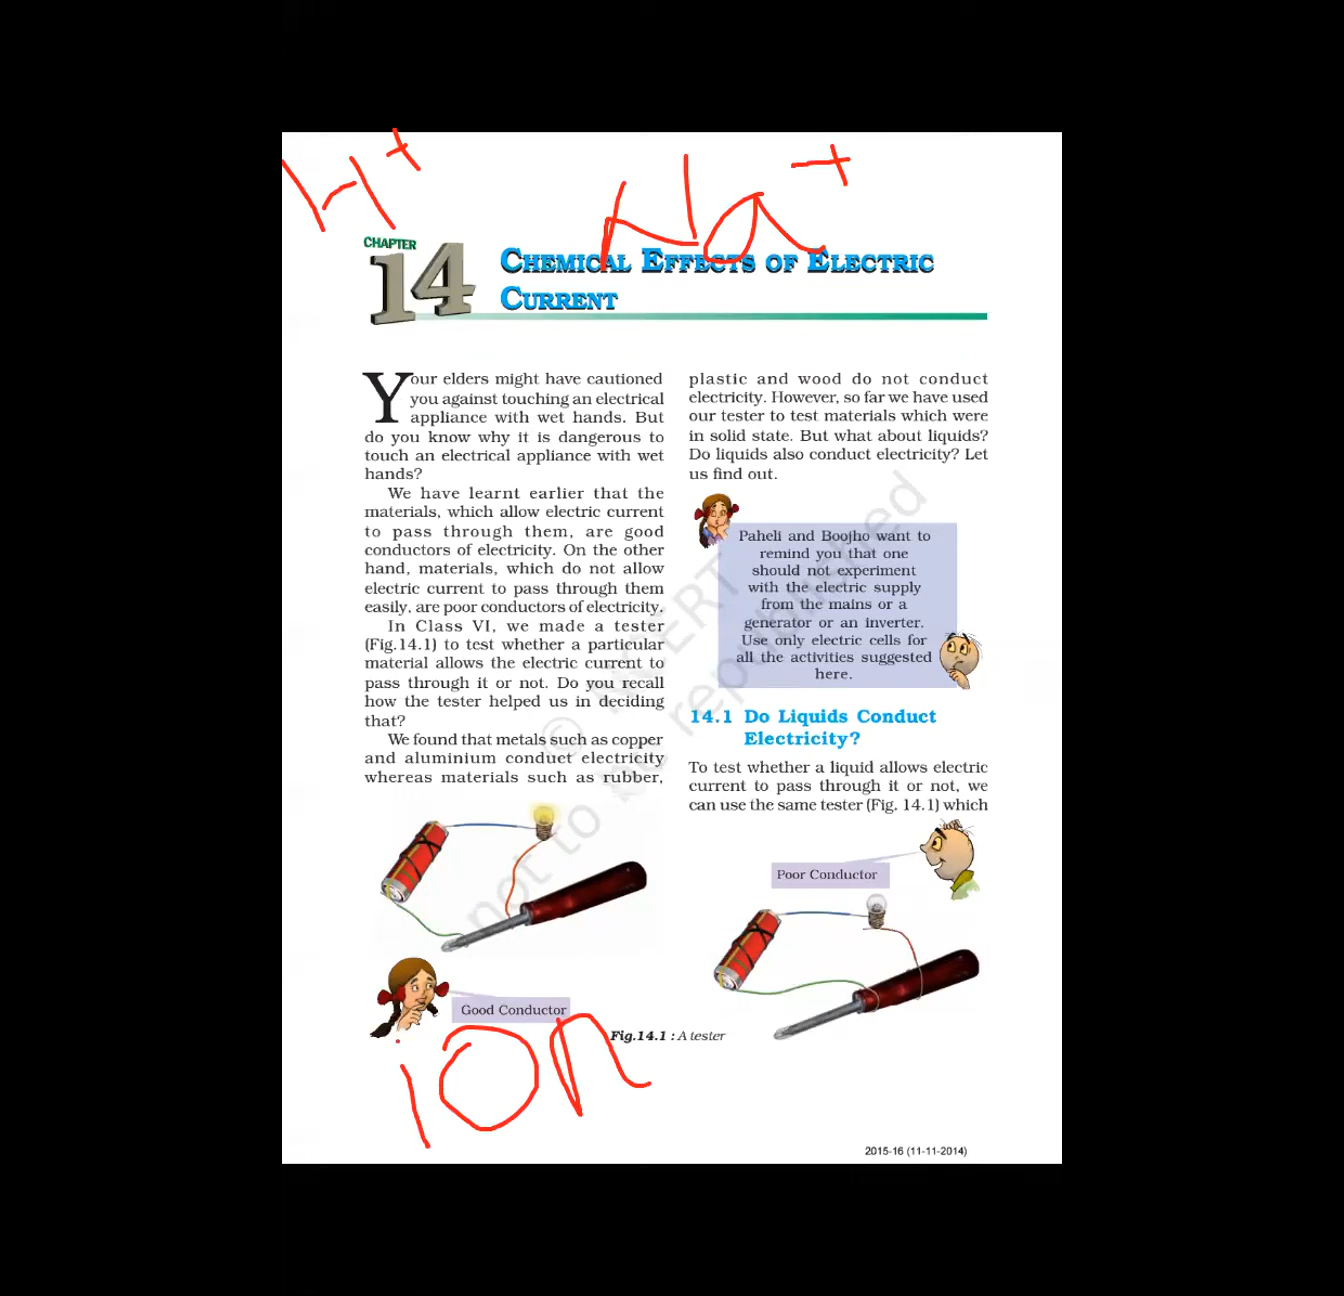 H+
Na+
CHAPTER
14
CHEMICAL EFFECTS OF ELECTRIC
CURRENT
Your elders might have cautioned
you against touching an electrical
appliance with wet hands. But
do you know why it is dangerous to
touch an electrical appliance with wet
hands?
We have learnt earlier that the
materials, which allow electric current
to pass through them, are good
conductors of electricity. On the other
hand, materials, which do not allow
electric current to pass through them
easily, are poor conductors of electricity.
In Class VI, we made a tester
(Fig.14.1) to test whether a particular
material allows the electric current to
pass through it or not. Do you recall
how the tester helped us in deciding
that?
We found that metals such as copper
and aluminium conduct electricity
whereas materials such as rubber,
plastic and wood do not conduct
electricity. However, so far we have used
our tester to test materials which were
in solid state. But what about liquids?
Do liquids also conduct electricity? Let
us find out.
Paheli and Boojho want to
remind you that one
should not experiment
with the electric supply
from the mains or a
generator or an inverter.
Use only electric cells for
all the activities suggested
here.
14.1 Do Liquids Conduct
Electricity?
To test whether a liquid allows electric
current to pass through it or not, we
can use the same tester (Fig. 14.1) which
Poor Conductor
Good Conductor
Fig.14.1 : A tester
ion
© NCERT
not to be republished
2015-16 (11-11-2014)